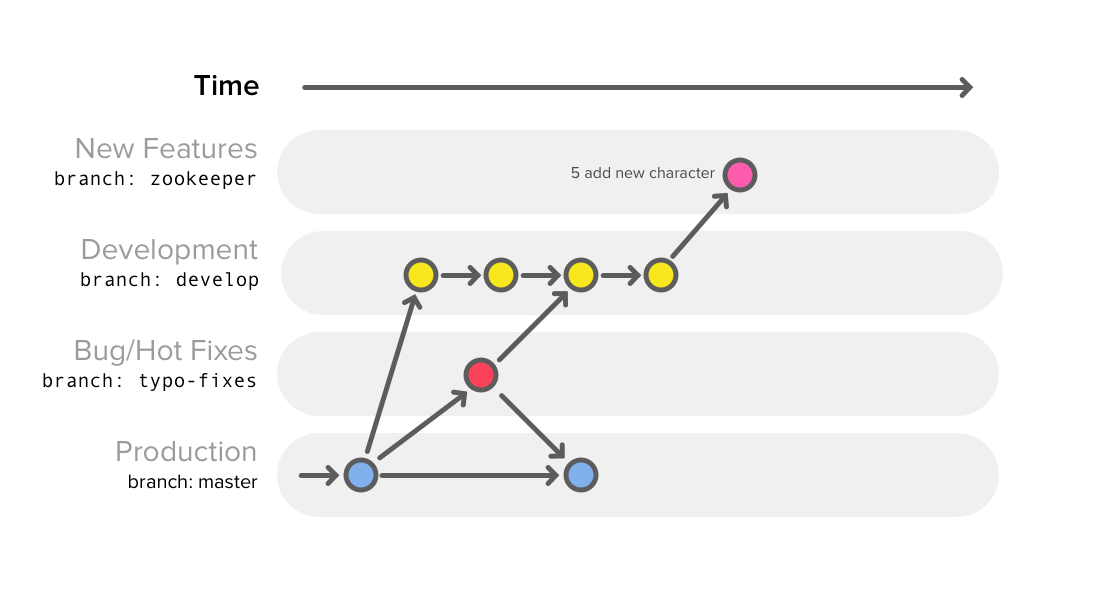 Time
New Features
branch: zookeeper
5 add new character
Development
branch: develop
Bug/Hot Fixes
branch: typo-fixes
Production
branch: master